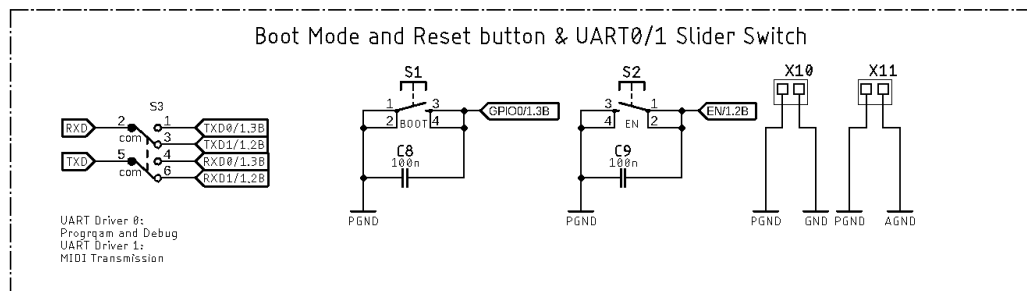 Boot Mode and Reset button & UART0/1 Slider Switch
S1
S2
X10
X11
S3
RXD
2
1
TXD0/1.3B
com
3
TXD1/1.2B
TXD
5
4
RXD0/1.3B
com
6
RXD1/1.2B
1
3
GPIO0/1.3B
2
BOOT
4
C8
100n
PGND
3
1
EN/1.2B
4
EN
2
C9
100n
PGND
PGND
GND
PGND
AGND
UART Driver 0:
Progrqam and Debug
UART Driver 1:
MIDI Transmission